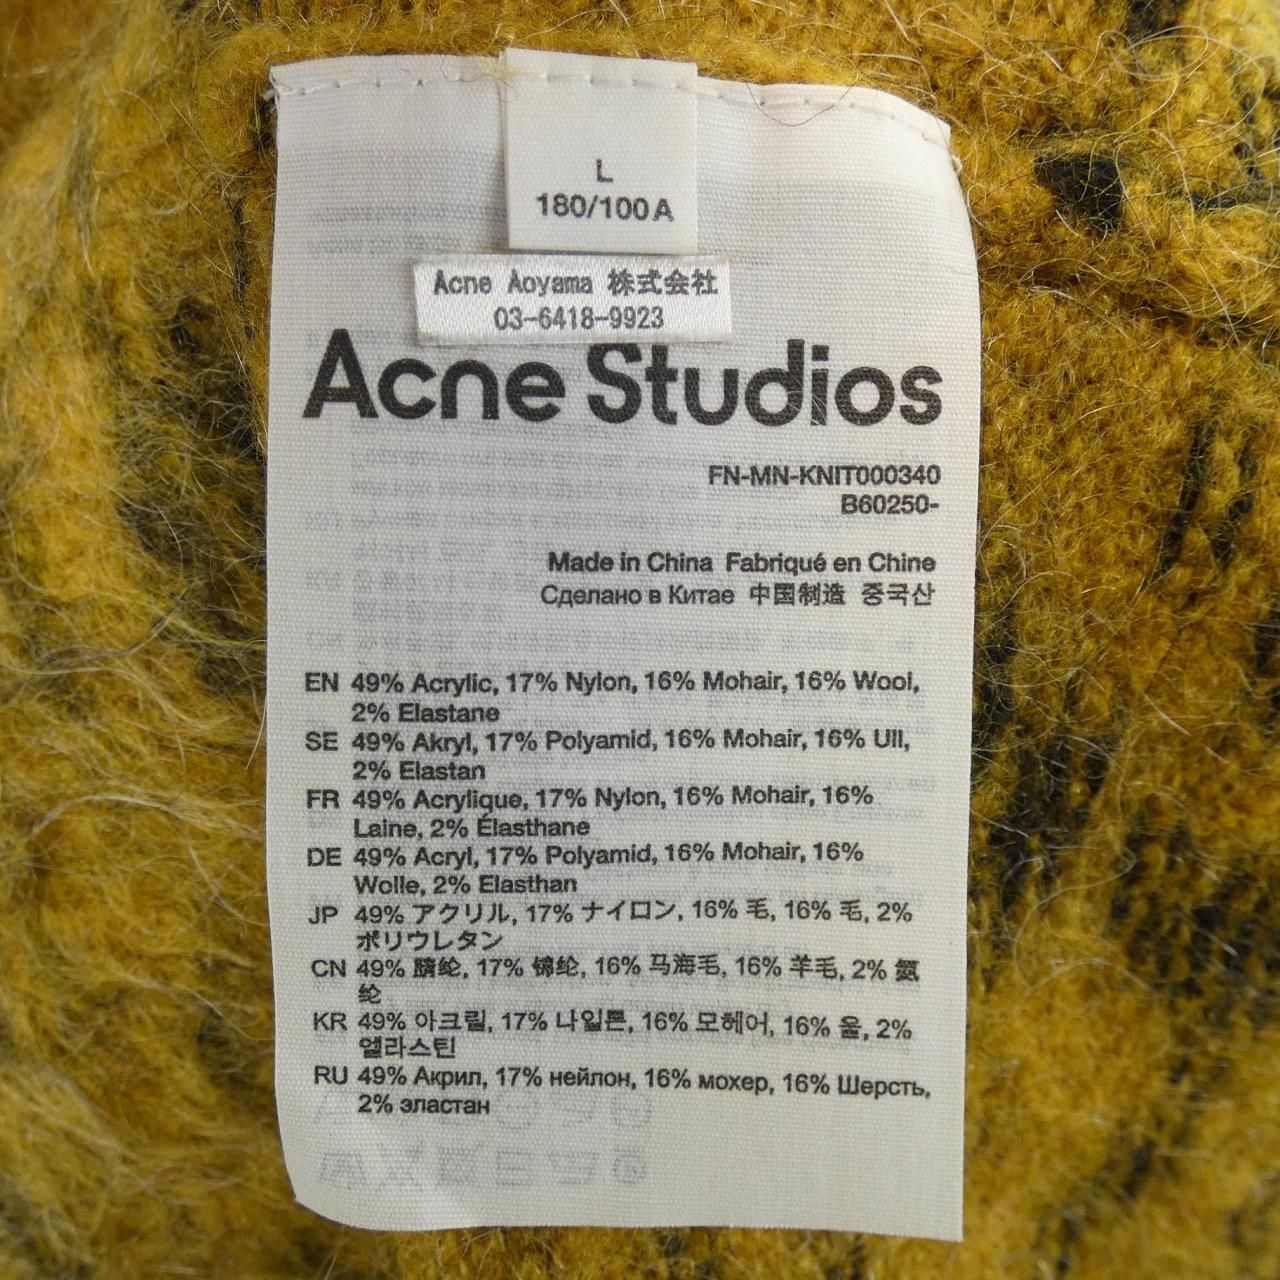 L
180/100A
Acne Aoyama 株式会社
03-6418-9923
Acne Studios
FN-MN-KNIT000340
B60250-
Made in China Fabriqué en Chine
Сделано в Китае 中国制造 중국산
EN 49% Acrylic, 17% Nylon, 16% Mohair, 16% Wool,
2% Elastane
SE 49% Akryl, 17% Polyamid, 16% Mohair, 16% Ull,
2% Elastan
FR 49% Acrylique, 17% Nylon, 16% Mohair, 16%
Laine, 2% Élasthane
DE 49% Acryl, 17% Polyamid, 16% Mohair, 16%
Wolle, 2% Elasthan
JP 49% アクリル, 17% ナイロン, 16% 毛, 16% 毛, 2%
ポリウレタン
CN 49% 腈纶, 17% 锦纶, 16% 马海毛, 16% 羊毛, 2% 氨
纶
KR 49% 아크릴, 17% 나일론, 16% 모헤어, 16% 울, 2%
엘라스틴
RU 49% Акрил, 17% нейлон, 16% мохер, 16% Шерсть,
2% эластан